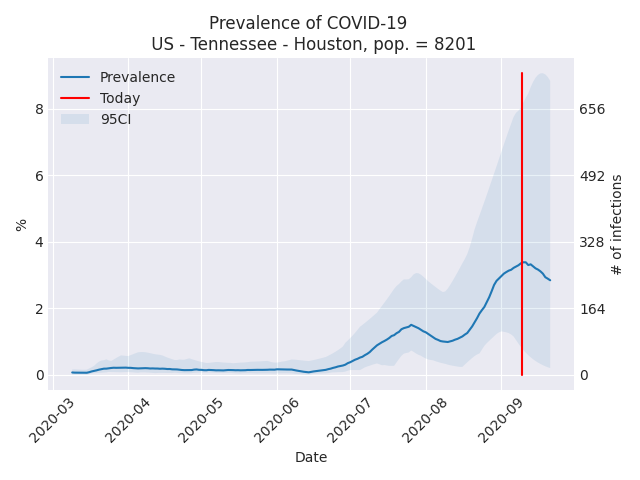 Prevalence of COVID-19
US - Tennessee - Houston, pop. = 8201
Prevalence
Today
95CI
%
8
6
4
2
0
656
492
328
164
0
# of infections
2020-03
2020-04
2020-05
2020-06
2020-07
2020-08
2020-09
Date